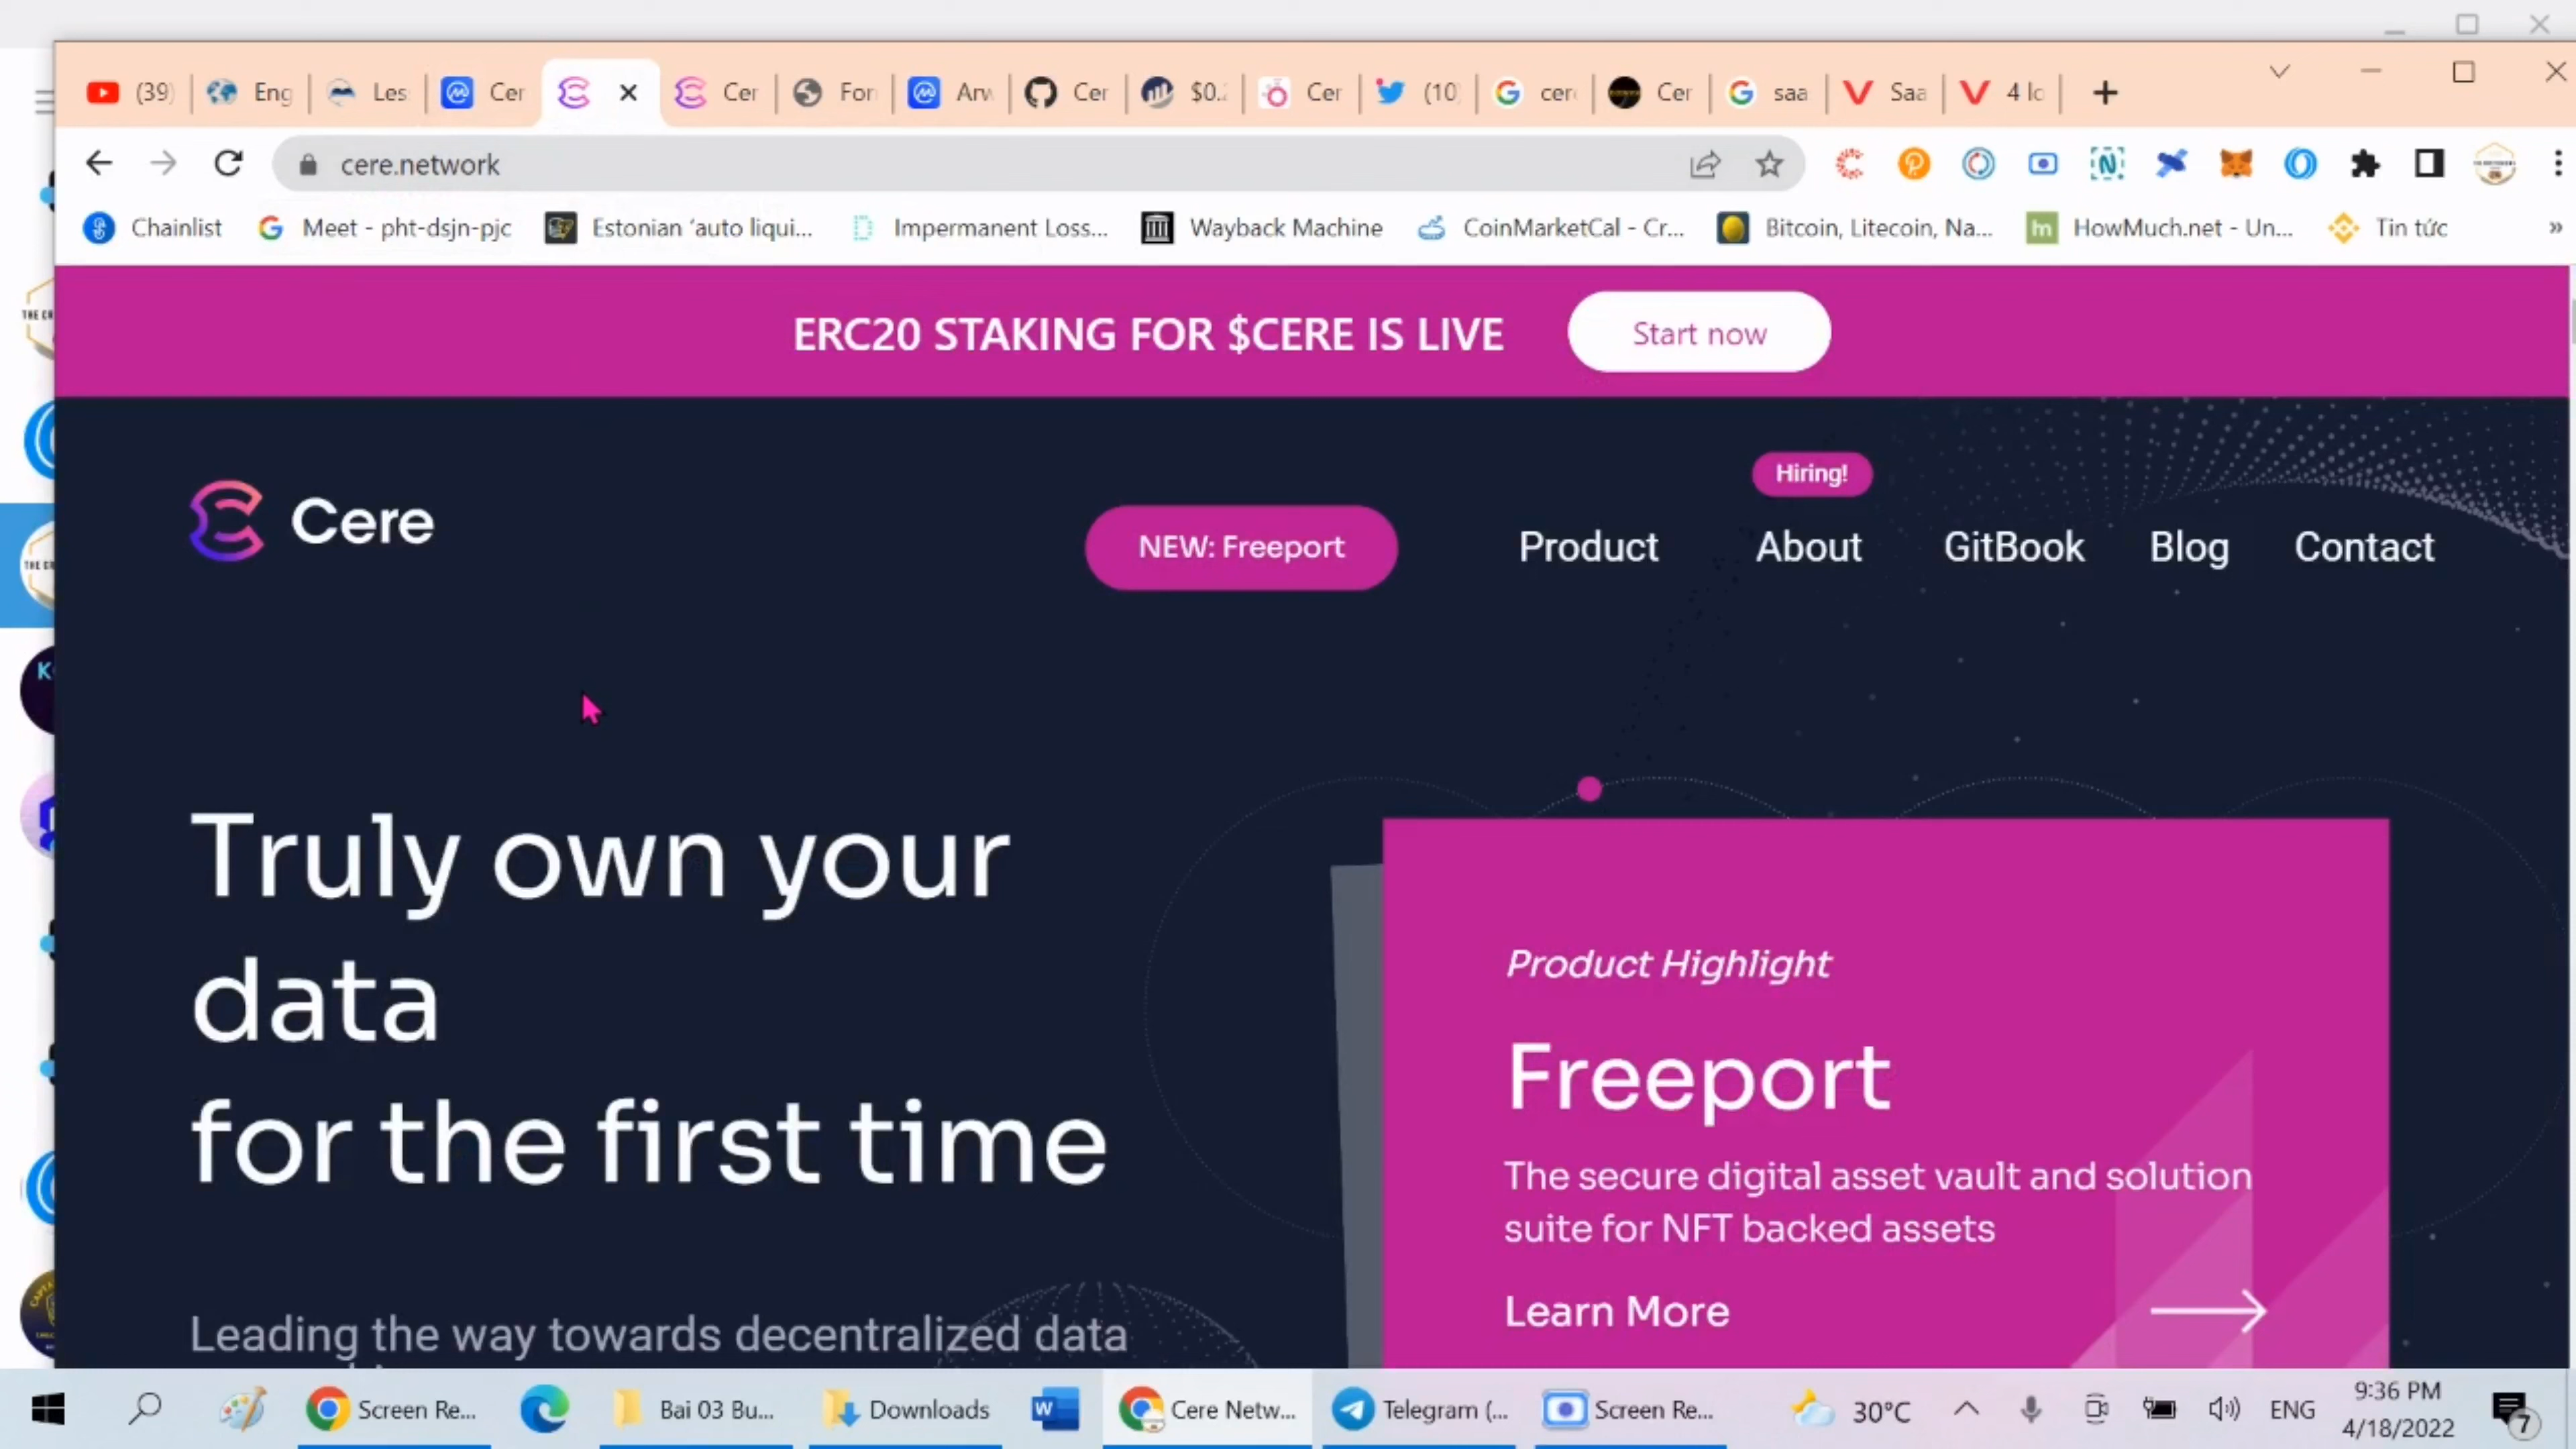 (39)
Eng
Les
Cer
Cer
For
Arw
Cer
$0.
Cer
(10
cer
Cer
saa
Saa
4 lo
cere.network
Chainlist
Meet - pht-dsjn-pjc
Estonian ‘auto liqui...
Impermanent Loss...
Wayback Machine
CoinMarketCal - Cr...
Bitcoin, Litecoin, Na...
HowMuch.net - Un...
Tin tức
ERC20 STAKING FOR $CERE IS LIVE
Start now
Hiring!
Cere
NEW: Freeport
Product
About
GitBook
Blog
Contact
Truly own your
data
for the first time
Product Highlight
Freeport
The secure digital asset vault and solution
suite for NFT backed assets
Learn More
Leading the way towards decentralized data
Screen Re...
Bai 03 Bu...
Downloads
Cere Netw...
Telegram (...
Screen Re...
30°C
ENG
9:36 PM
4/18/2022
7